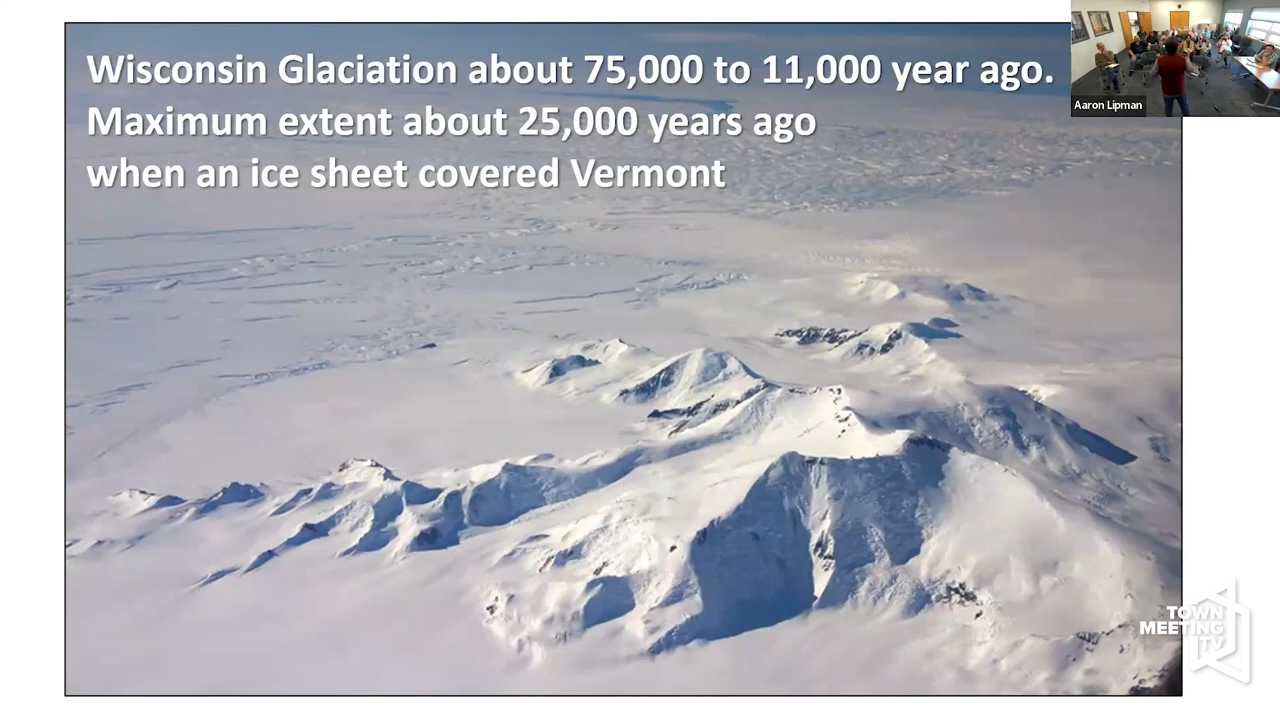 Wisconsin Glaciation about 75,000 to 11,000 year ago.
Maximum extent about 25,000 years ago
when an ice sheet covered Vermont
Aaron Lipman
TOWN
MEETING
TV